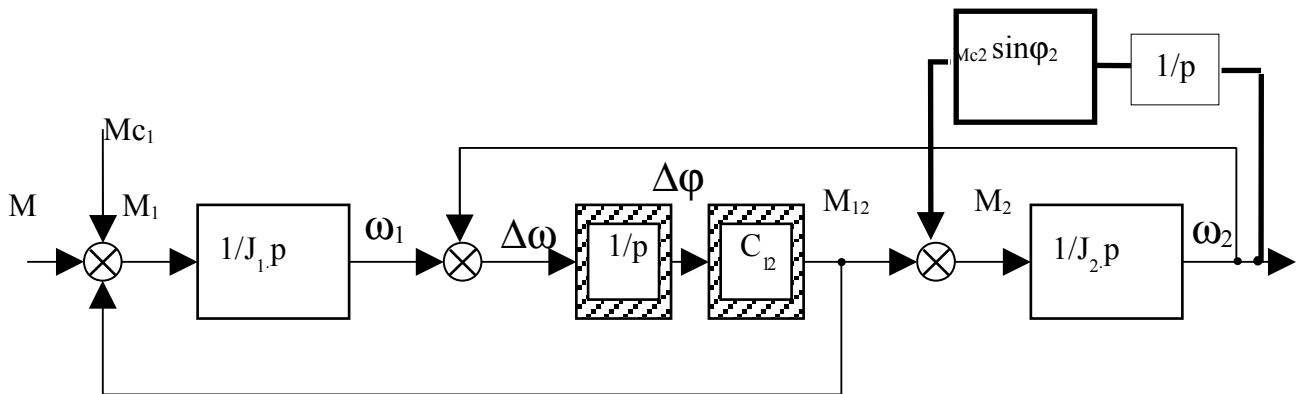 Mc2 sinφ₂
1/p
Mc₁
M
M₁
1/J₁.p
ω₁
Δω
1/p
Δφ
C₁₂
M₁₂
M₂
1/J₂.p
ω₂